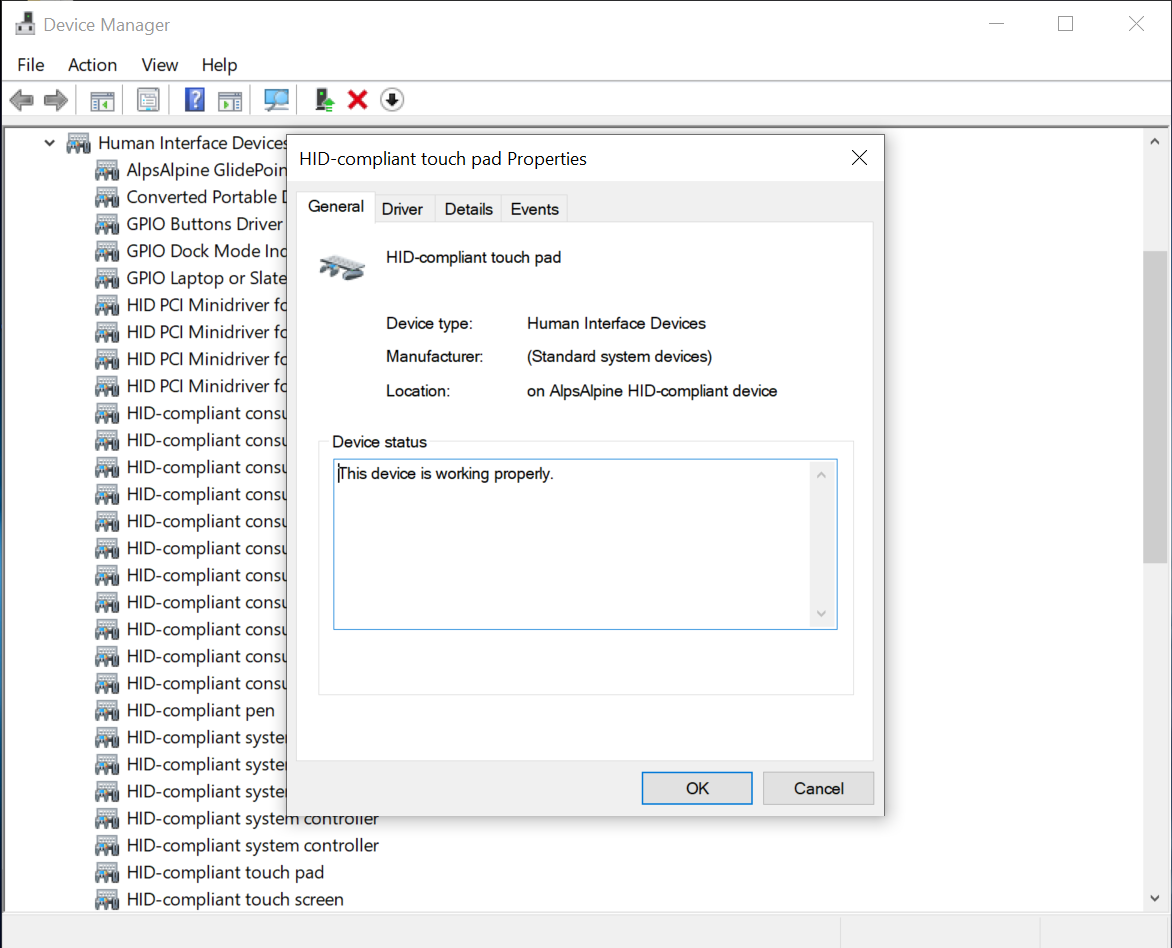 Device Manager
File Action View Help
Human Interface Devices
AlpsAlpine GlidePoin
Converted Portable D
GPIO Buttons Driver
GPIO Dock Mode Ind
GPIO Laptop or Slate
HID PCI Minidriver fo
HID PCI Minidriver fo
HID PCI Minidriver fo
HID PCI Minidriver fo
HID-compliant consu
HID-compliant consu
HID-compliant consu
HID-compliant consu
HID-compliant consu
HID-compliant consu
HID-compliant consu
HID-compliant consu
HID-compliant consu
HID-compliant consu
HID-compliant consu
HID-compliant pen
HID-compliant syste
HID-compliant syste
HID-compliant syste
HID-compliant system controller
HID-compliant system controller
HID-compliant touch pad
HID-compliant touch screen
HID-compliant touch pad Properties
General Driver Details Events
HID-compliant touch pad
Device type: Human Interface Devices
Manufacturer: (Standard system devices)
Location: on AlpsAlpine HID-compliant device
Device status
This device is working properly.
OK Cancel